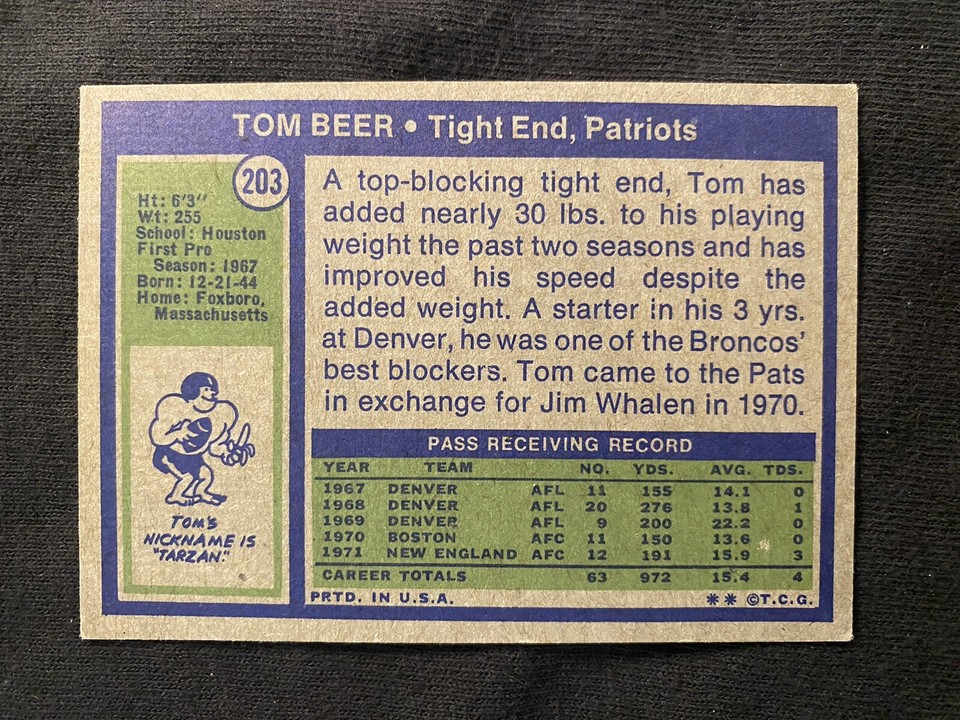 TOM BEER • Tight End, Patriots
203
Ht: 6'3"
Wt: 255
School: Houston
First Pro
Season: 1967
Born: 12-21-44
Home: Foxboro,
Massachusetts
TOM'S
NICKNAME IS
"TARZAN."
A top-blocking tight end, Tom has
added nearly 30 lbs. to his playing
weight the past two seasons and has
improved his speed despite the
added weight. A starter in his 3 yrs.
at Denver, he was one of the Broncos'
best blockers. Tom came to the Pats
in exchange for Jim Whalen in 1970.
PASS RECEIVING RECORD
YEAR TEAM NO. YDS. AVG. TDS.
1967 DENVER AFL 11 155 14.1 0
1968 DENVER AFL 20 276 13.8 1
1969 DENVER AFL 9 200 22.2 0
1970 BOSTON AFC 11 150 13.6 0
1971 NEW ENGLAND AFC 12 191 15.9 3
CAREER TOTALS 63 972 15.4 4
PRTD. IN U.S.A. ** ©T.C.G.